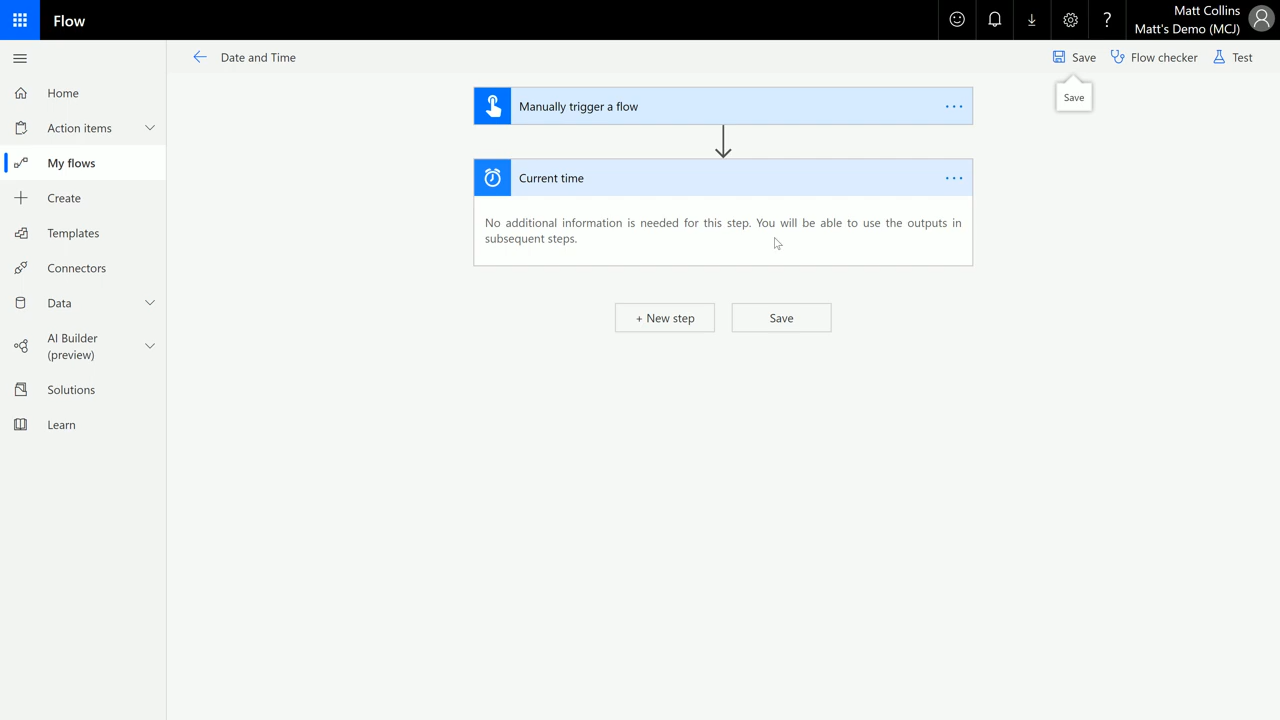 Flow
Matt Collins
Matt's Demo (MCJ)
Date and Time
Save
Flow checker
Test
Save
Home
Action items
My flows
Create
Templates
Connectors
Data
AI Builder
(preview)
Solutions
Learn
Manually trigger a flow
Current time
No additional information is needed for this step. You will be able to use the outputs in
subsequent steps.
+ New step
Save